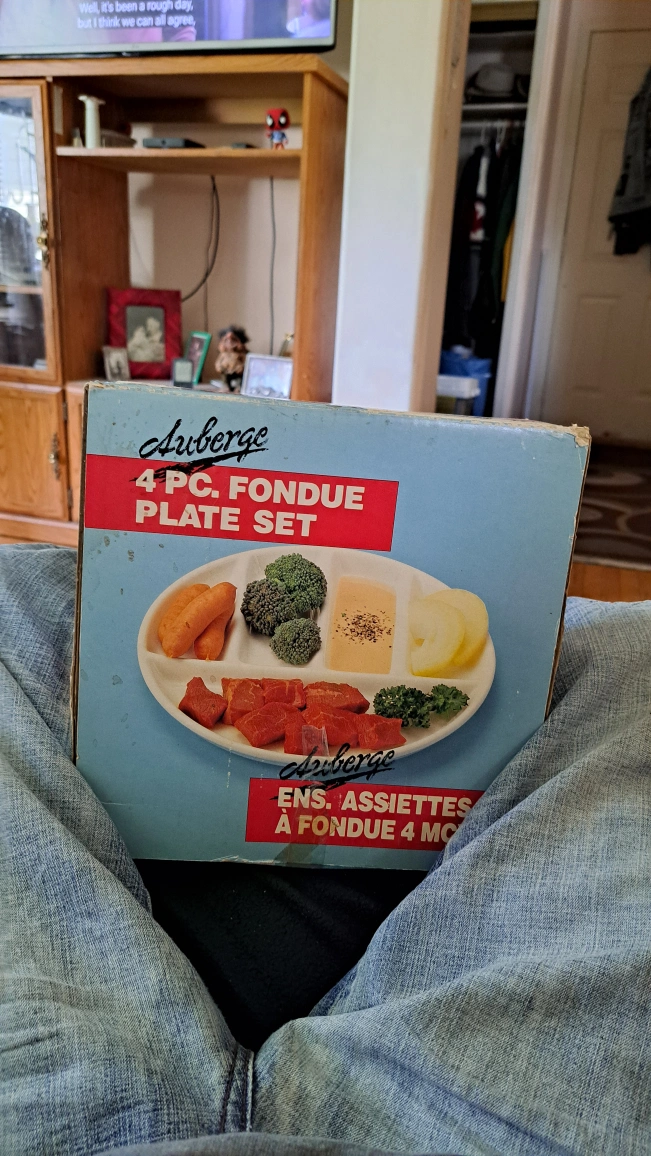 Well, it's been a rough day,
but I think we can all agree,
Auberge
4 PC. FONDUE
PLATE SET
Auberge
ENS. ASSIETTES
À FONDUE 4 MC